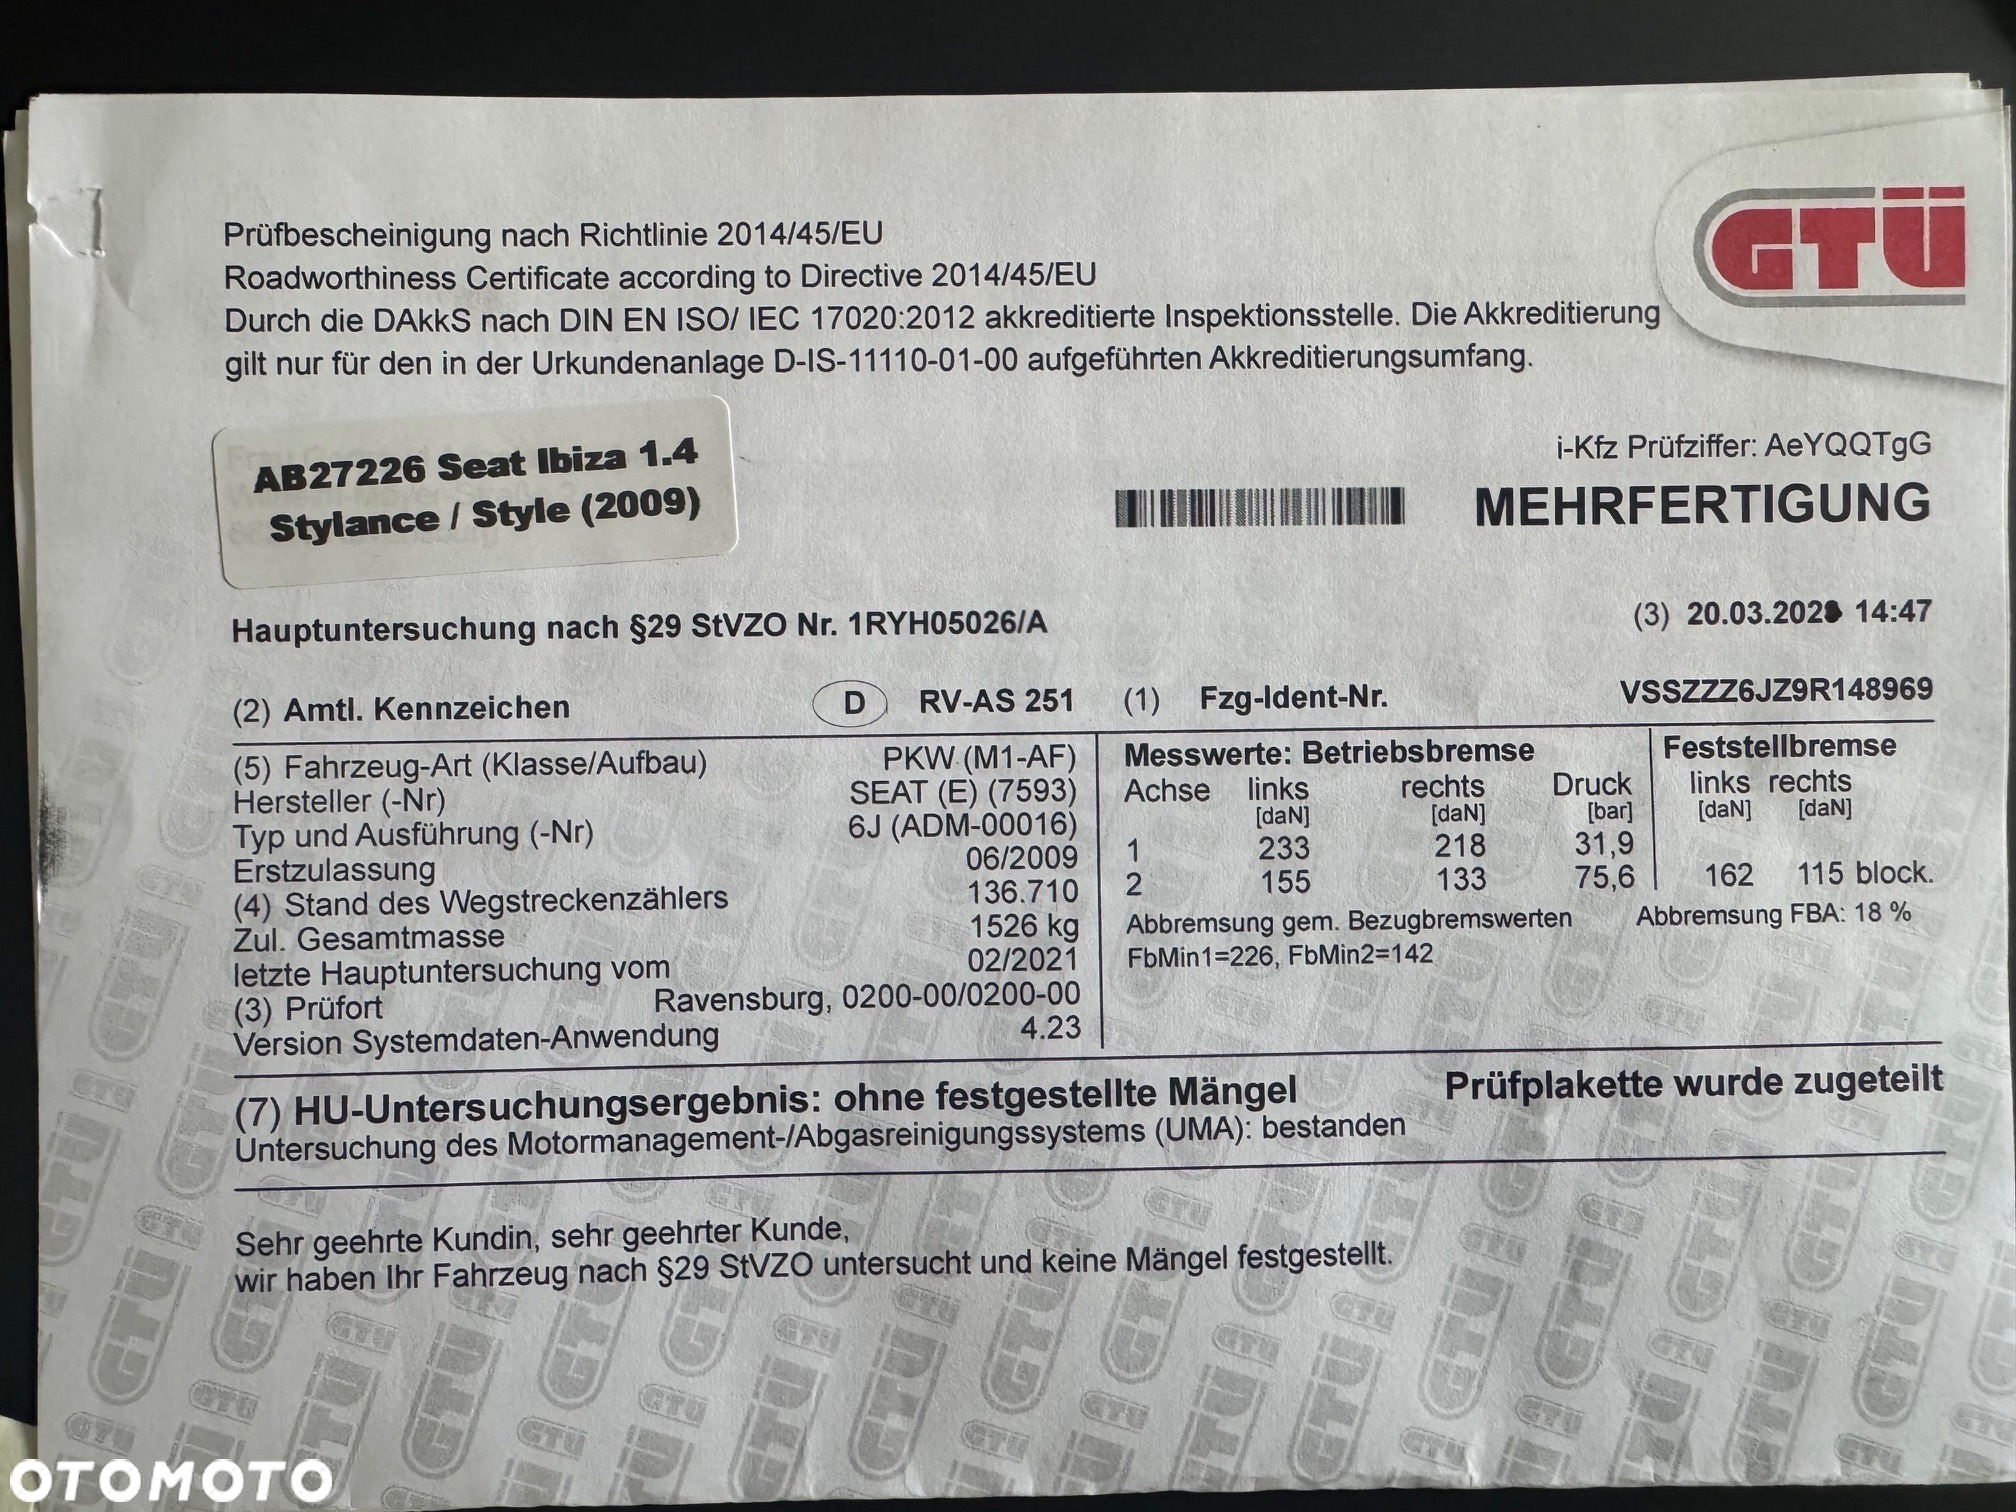 GTÜ
Prüfbescheinigung nach Richtlinie 2014/45/EU
Roadworthiness Certificate according to Directive 2014/45/EU
Durch die DAkkS nach DIN EN ISO/ IEC 17020:2012 akkreditierte Inspektionsstelle. Die Akkreditierung
gilt nur für den in der Urkundenanlage D-IS-11110-01-00 aufgeführten Akkreditierungsumfang.
AB27226 Seat Ibiza 1.4
Stylance / Style (2009)
i-Kfz Prüfziffer: AeYQQTgG
MEHRFERTIGUNG
Hauptuntersuchung nach §29 StVZO Nr. 1RYH05026/A (3) 20.03.202 14:47
(2) Amtl. Kennzeichen D RV-AS 251 (1) Fzg-Ident-Nr. VSSZZZ6JZ9R148969
(5) Fahrzeug-Art (Klasse/Aufbau) PKW (M1-AF)
Hersteller (-Nr) SEAT (E) (7593)
Typ und Ausführung (-Nr) 6J (ADM-00016)
Erstzulassung 06/2009
(4) Stand des Wegstreckenzählers 136.710
Zul. Gesamtmasse 1526 kg
letzte Hauptuntersuchung vom 02/2021
(3) Prüfort Ravensburg, 0200-00/0200-00
Version Systemdaten-Anwendung 4.23
Messwerte: Betriebsbremse Feststellbremse
Achse links rechts Druck links rechts
[daN] [daN] [bar] [daN] [daN]
1 233 218 31,9
2 155 133 75,6 162 115 block.
Abbremsung gem. Bezugbremswerten Abbremsung FBA: 18 %
FbMin1=226, FbMin2=142
(7) HU-Untersuchungsergebnis: ohne festgestellte Mängel Prüfplakette wurde zugeteilt
Untersuchung des Motormanagement-/Abgasreinigungssystems (UMA): bestanden
Sehr geehrte Kundin, sehr geehrter Kunde,
wir haben Ihr Fahrzeug nach §29 StVZO untersucht und keine Mängel festgestellt.
OTOMOTO